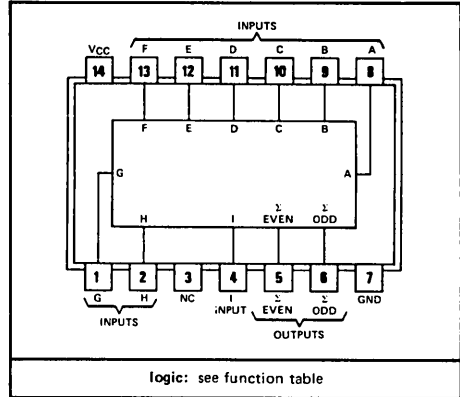 INPUTS
VCC F E D C B A
14 13 12 11 10 9 8
F E D C B
G A
H I Σ EVEN Σ ODD
1 2 3 4 5 6 7
G H NC I INPUT Σ EVEN Σ ODD GND
INPUTS OUTPUTS
logic: see function table